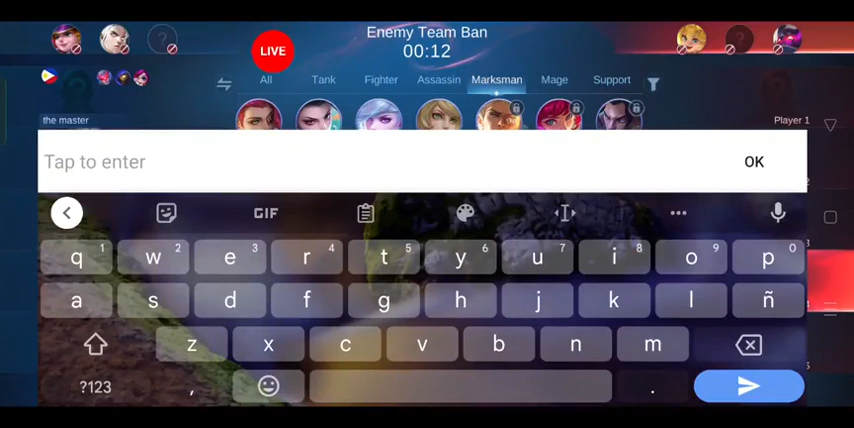 Enemy Team Ban
LIVE
00:12
All Tank Fighter Assassin Marksman Mage Support
the master
Player 1
Tap to enter
OK
GIF
q 1 w 2 e 3 r 4 t 5 y 6 u 7 i 8 o 9 p 0
a s d f g h j k l ñ
z x c v b n m
?123 , .